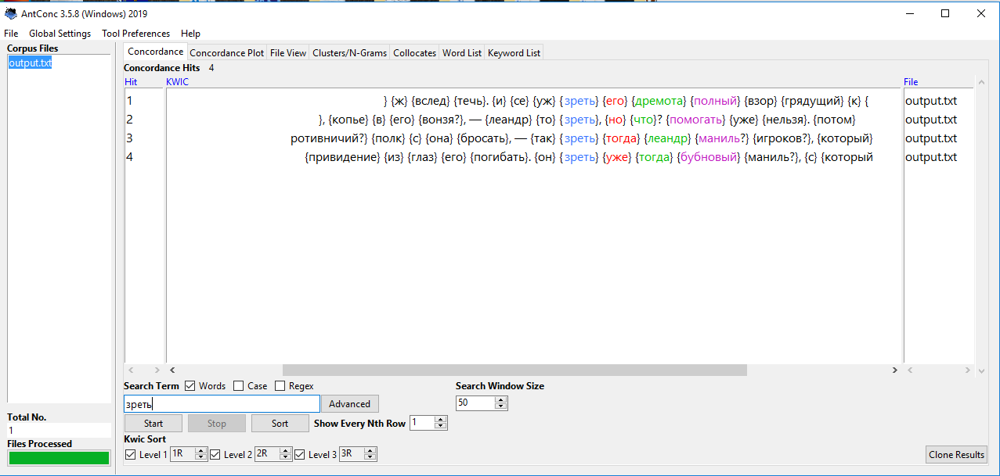 AntConc 3.5.8 (Windows) 2019
File Global Settings Tool Preferences Help
Corpus Files
output.txt
Concordance Concordance Plot File View Clusters/N-Grams Collocates Word List Keyword List
Concordance Hits 4
Hit KWIC File
1 } {ж} {вслед} {течь}. {и} {се} {уж} {зреть} {его} {дремота} {полный} {взор} {грядущий} {к} { output.txt
2 }, {копье} {в} {его} {вонзя?}, — {леандр} {то} {зреть}, {но} {что}? {помогать} {уже} {нельзя}. {потом} output.txt
3 ротивничий?} {полк} {с} {она} {бросать}, — {так} {зреть} {тогда} {леандр} {маниль?} {игроков?}, {который} output.txt
4 {привидение} {из} {глаз} {его} {погибать}. {он} {зреть} {уже} {тогда} {бубновый} {маниль?}, {с} {который output.txt
Search Term Words Case Regex Search Window Size
зреть Advanced 50
Start Stop Sort Show Every Nth Row 1
Kwic Sort
Level 1 1R Level 2 2R Level 3 3R Clone Results
Total No.
1
Files Processed